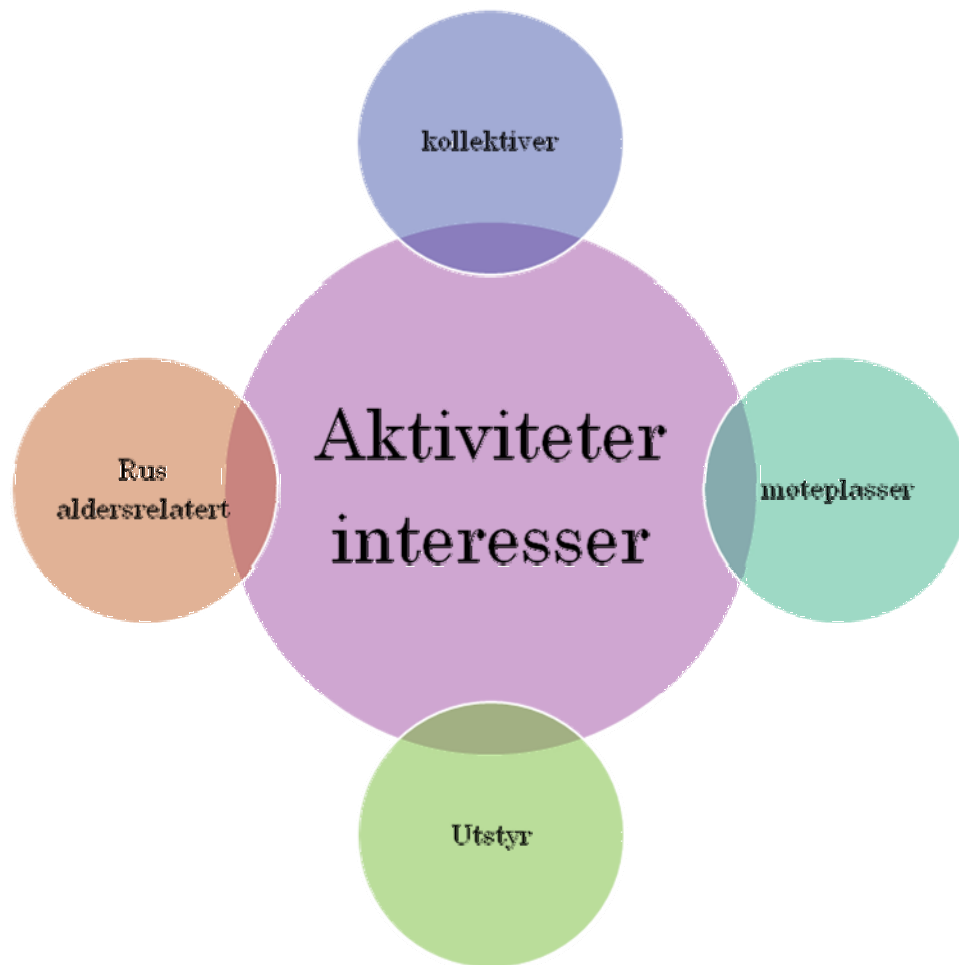 kollektiver
Aktiviteter
interesser
Rus
aldersrelatert
møteplasser
Utstyr